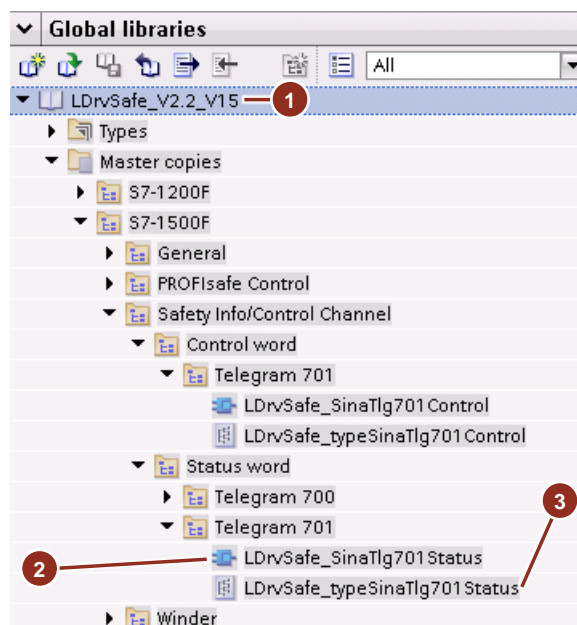 Global libraries
All
LDrvSafe_V2.2_V15
1
Types
Master copies
S7-1200F
S7-1500F
General
PROFIsafe Control
Safety Info/Control Channel
Control word
Telegram 701
LDrvSafe_SinaTlg701Control
LDrvSafe_typeSinaTlg701Control
Status word
Telegram 700
3
Telegram 701
2
LDrvSafe_SinaTlg701Status
LDrvSafe_typeSinaTlg701Status
Winder